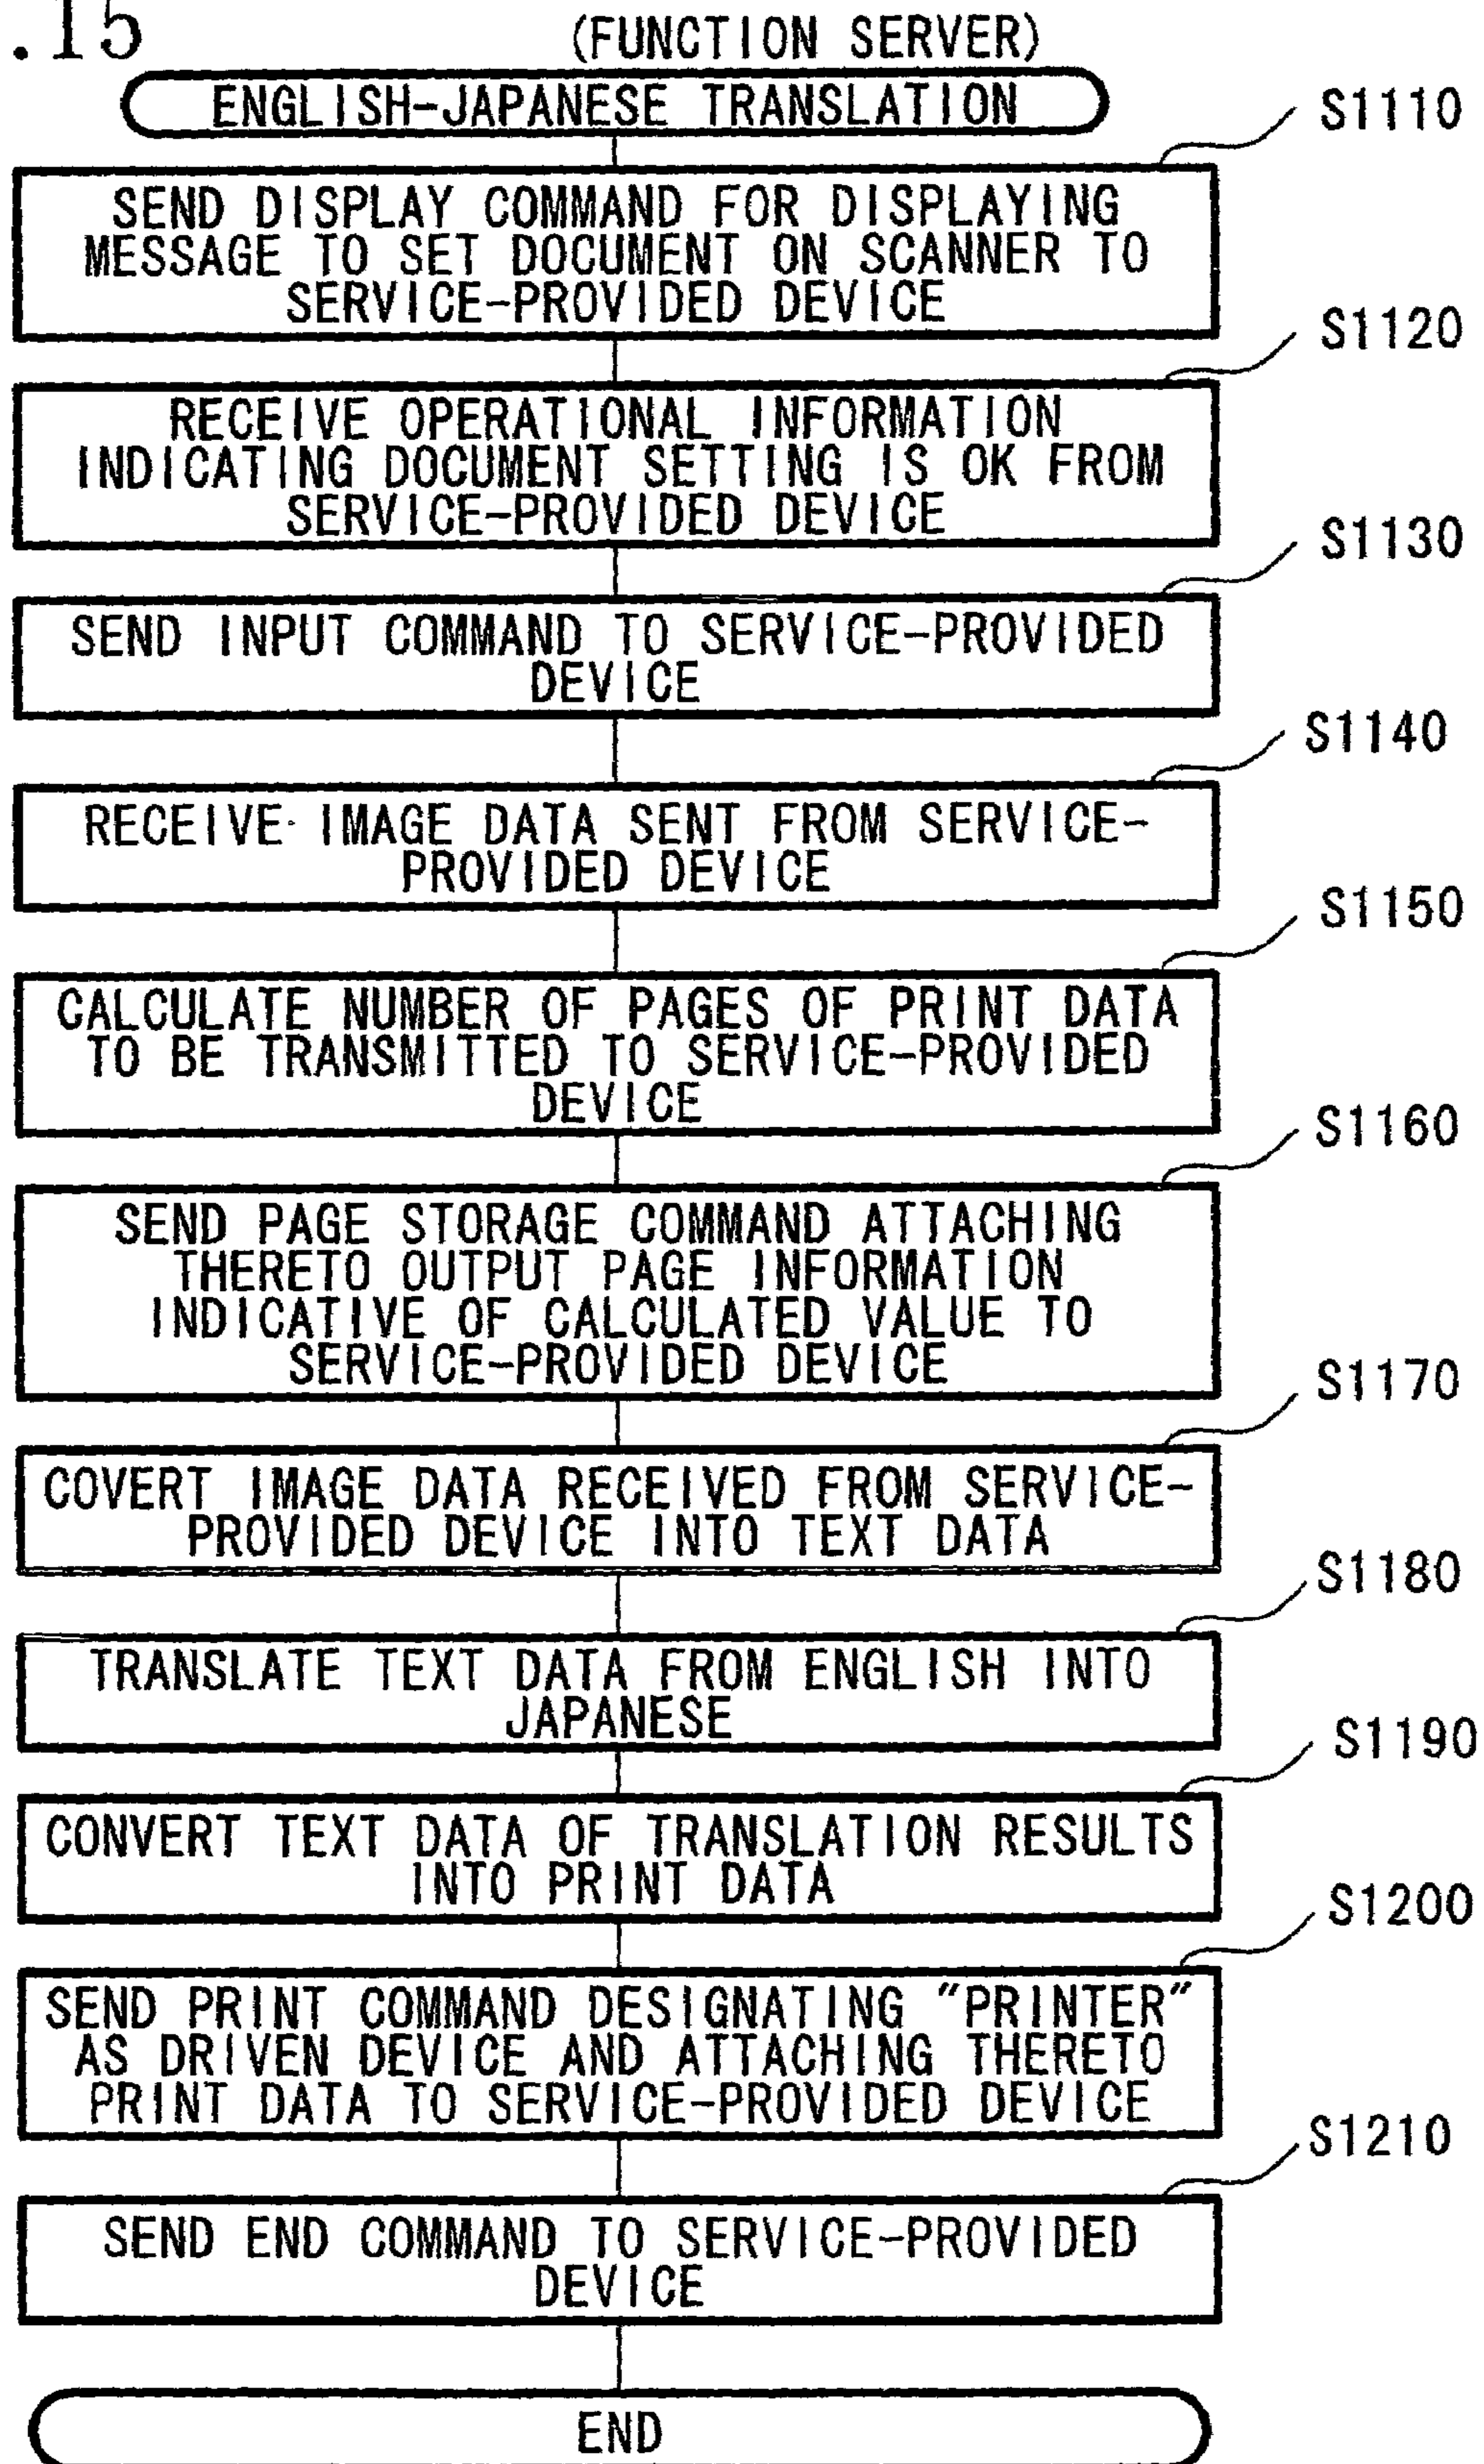 .15
(FUNCTION SERVER)
ENGLISH-JAPANESE TRANSLATION
S1110
SEND DISPLAY COMMAND FOR DISPLAYING
MESSAGE TO SET DOCUMENT ON SCANNER TO
SERVICE-PROVIDED DEVICE
S1120
RECEIVE OPERATIONAL INFORMATION
INDICATING DOCUMENT SETTING IS OK FROM
SERVICE-PROVIDED DEVICE
S1130
SEND INPUT COMMAND TO SERVICE-PROVIDED
DEVICE
S1140
RECEIVE IMAGE DATA SENT FROM SERVICE-
PROVIDED DEVICE
S1150
CALCULATE NUMBER OF PAGES OF PRINT DATA
TO BE TRANSMITTED TO SERVICE-PROVIDED
DEVICE
S1160
SEND PAGE STORAGE COMMAND ATTACHING
THERETO OUTPUT PAGE INFORMATION
INDICATIVE OF CALCULATED VALUE TO
SERVICE-PROVIDED DEVICE
S1170
COVERT IMAGE DATA RECEIVED FROM SERVICE-
PROVIDED DEVICE INTO TEXT DATA
S1180
TRANSLATE TEXT DATA FROM ENGLISH INTO
JAPANESE
S1190
CONVERT TEXT DATA OF TRANSLATION RESULTS
INTO PRINT DATA
S1200
SEND PRINT COMMAND DESIGNATING "PRINTER"
AS DRIVEN DEVICE AND ATTACHING THERETO
PRINT DATA TO SERVICE-PROVIDED DEVICE
S1210
SEND END COMMAND TO SERVICE-PROVIDED
DEVICE
END